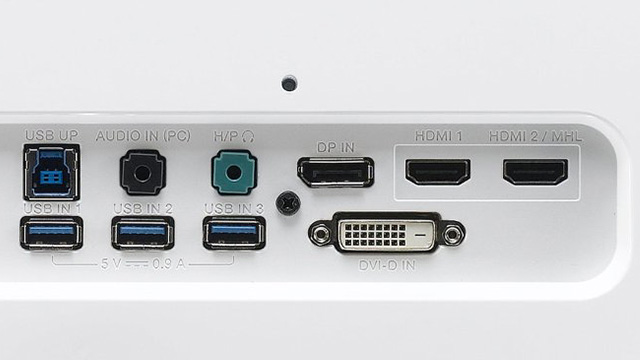 USB UP AUDIO IN (PC) H/P DP IN HDMI 1 HDMI 2 / MHL
USB IN 1 USB IN 2 USB IN 3
5 V 0.9 A DVI-D IN